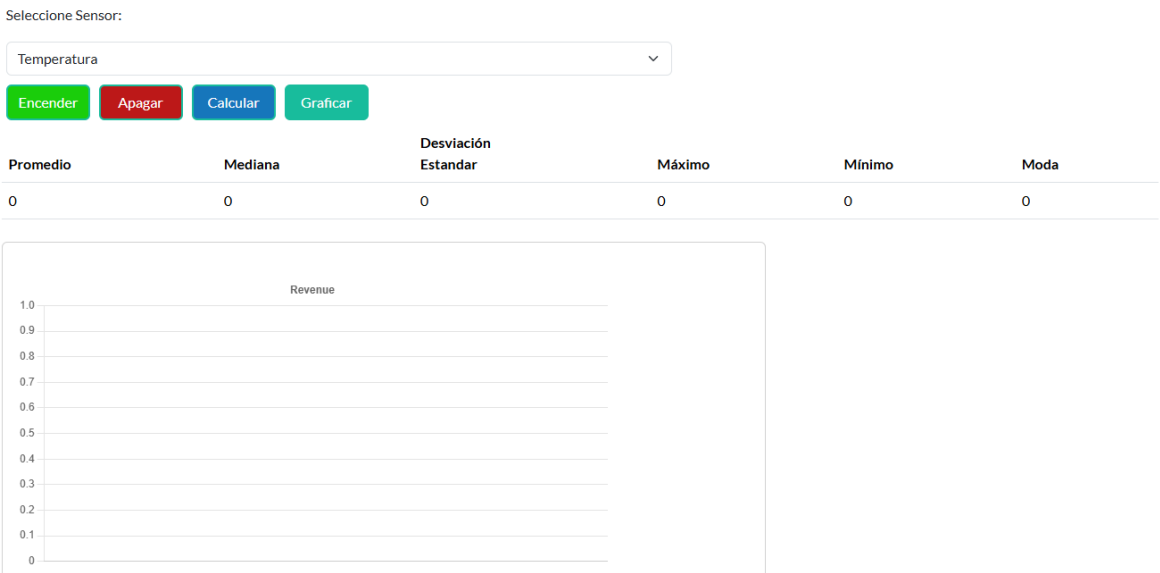 Seleccione Sensor:
Temperatura
Encender Apagar Calcular Graficar
Promedio Mediana Desviación Estandar Máximo Mínimo Moda
0 0 0 0 0 0
Revenue
1.0
0.9
0.8
0.7
0.6
0.5
0.4
0.3
0.2
0.1
0